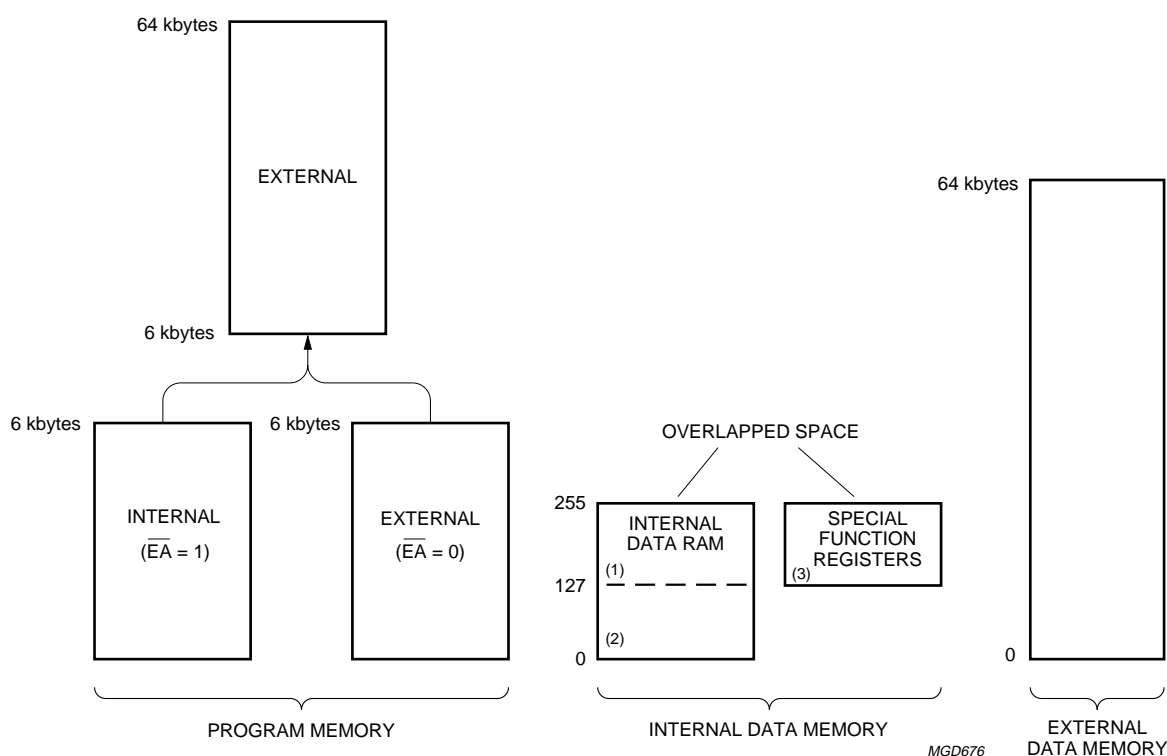 64 kbytes
EXTERNAL
64 kbytes
6 kbytes
6 kbytes
6 kbytes
OVERLAPPED SPACE
INTERNAL
(E̅A̅ = 1)
EXTERNAL
(E̅A̅ = 0)
255
INTERNAL
DATA RAM
(1)
127
(2)
0
SPECIAL
FUNCTION
REGISTERS
(3)
0
PROGRAM MEMORY
INTERNAL DATA MEMORY
EXTERNAL
DATA MEMORY
MGD676